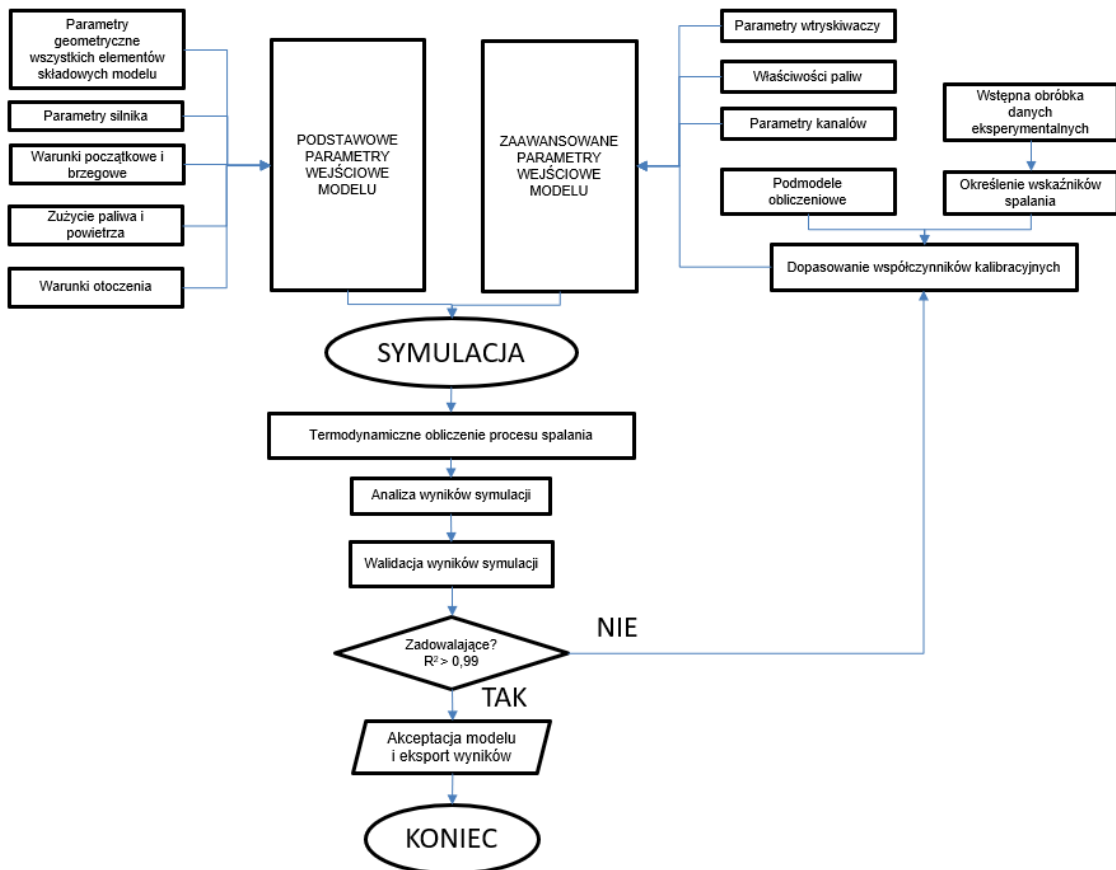 Parametry
geometryczne
wszystkich elementów
składowych modelu
Parametry silnika
Warunki początkowe i
brzegowe
Zużycie paliwa i
powietrza
Warunki otoczenia
PODSTAWOWE
PARAMETRY
WEJŚCIOWE
MODELU
ZAAWANSOWANE
PARAMETRY
WEJŚCIOWE
MODELU
Parametry wtryskiwaczy
Właściwości paliw
Parametry kanałów
Podmodele
obliczeniowe
Wstępna obróbka
danych
eksperymentalnych
Określenie wskaźników
spalania
Dopasowanie współczynników kalibracyjnych
SYMULACJA
Termodynamiczne obliczenie procesu spalania
Analiza wyników symulacji
Walidacja wyników symulacji
Zadowalające?
R² > 0,99
NIE
TAK
Akceptacja modelu
i eksport wyników
KONIEC